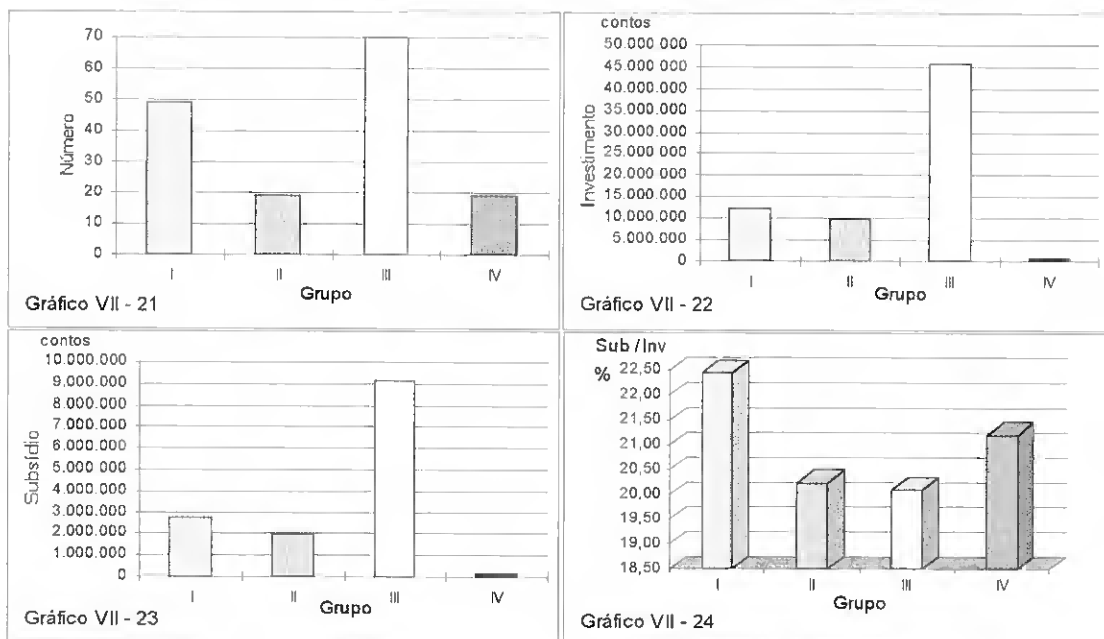 Número
70
60
50
40
30
20
10
0
I II III IV
Grupo
Gráfico VII - 21
contos
Investimento
50.000.000
45.000.000
40.000.000
35.000.000
30.000.000
25.000.000
20.000.000
15.000.000
10.000.000
5.000.000
0
I II III IV
Grupo
Gráfico VII - 22
contos
Subsídio
10.000.000
9.000.000
8.000.000
7.000.000
6.000.000
5.000.000
4.000.000
3.000.000
2.000.000
1.000.000
0
I II III IV
Grupo
Gráfico VII - 23
Sub /Inv
%
22,50
22,00
21,50
21,00
20,50
20,00
19,50
19,00
18,50
I II III IV
Grupo
Gráfico VII - 24